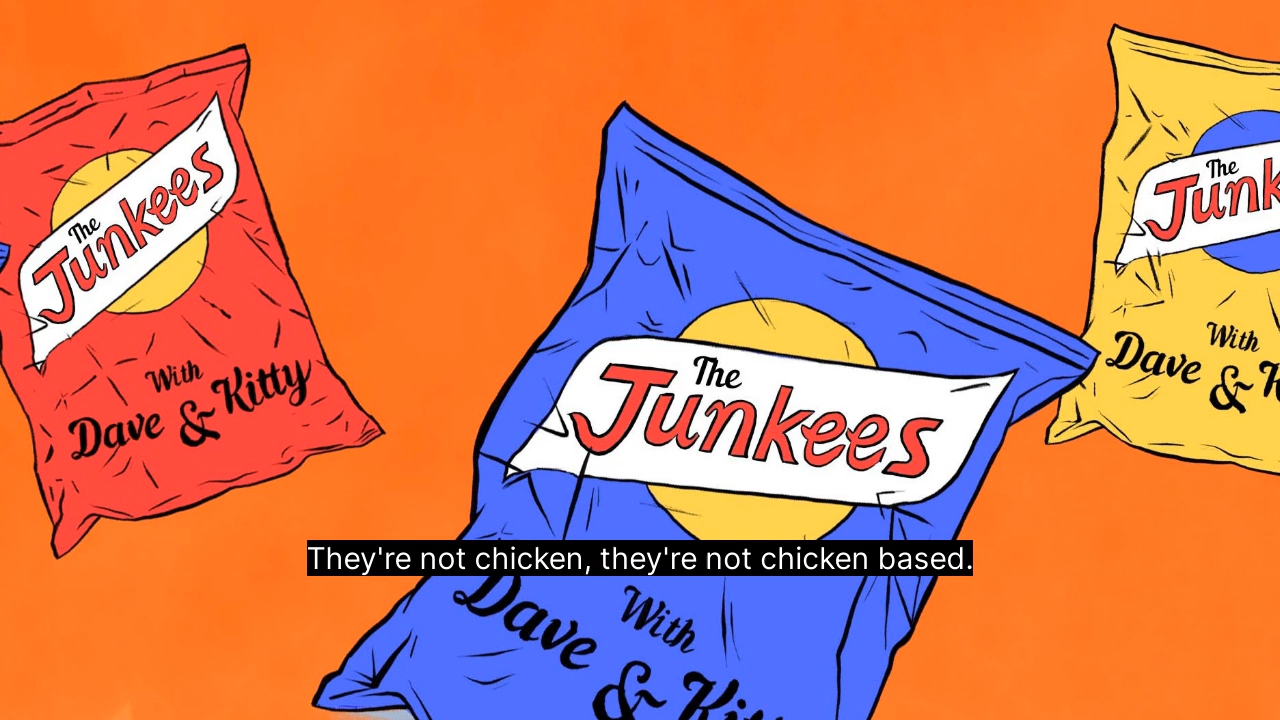 The
Junkees
With
Dave & Kitty
The
Junkees
With
Dave &
The
Junk
With
Dave &
They're not chicken, they're not chicken based.